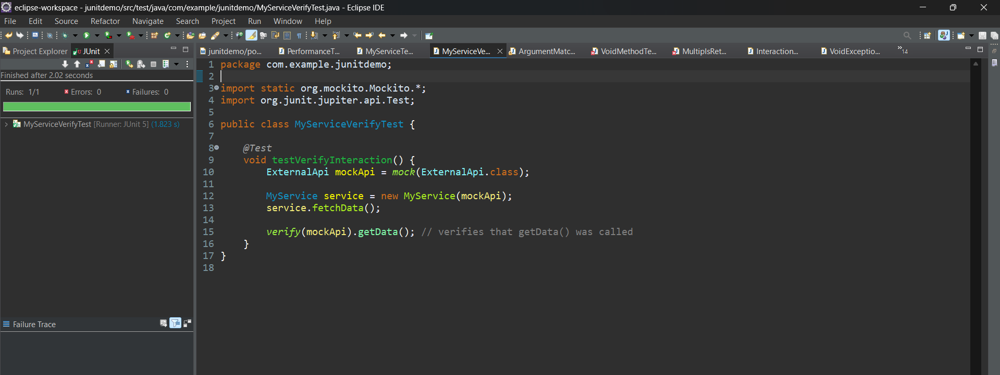 eclipse-workspace - junitdemo/src/test/java/com/example/junitdemo/MyServiceVerifyTest.java - Eclipse IDE
File Edit Source Refactor Navigate Search Project Run Window Help
Project Explorer JUnit
junitdemo/po... PerformanceT... MyServiceTe... MyServiceVe... ArgumentMatc... VoidMethodTe... MultiplsRet... Interaction... VoidExceptio... »14
Finished after 2.02 seconds
Runs: 1/1 Errors: 0 Failures: 0
MyServiceVerifyTest [Runner: JUnit 5] (1.823 s)
Failure Trace
1 package com.example.junitdemo;
2
3 import static org.mockito.Mockito.*;
4 import org.junit.jupiter.api.Test;
5
6 public class MyServiceVerifyTest {
7
8     @Test
9     void testVerifyInteraction() {
10         ExternalApi mockApi = mock(ExternalApi.class);
11
12         MyService service = new MyService(mockApi);
13         service.fetchData();
14
15         verify(mockApi).getData(); // verifies that getData() was called
16     }
17 }
18